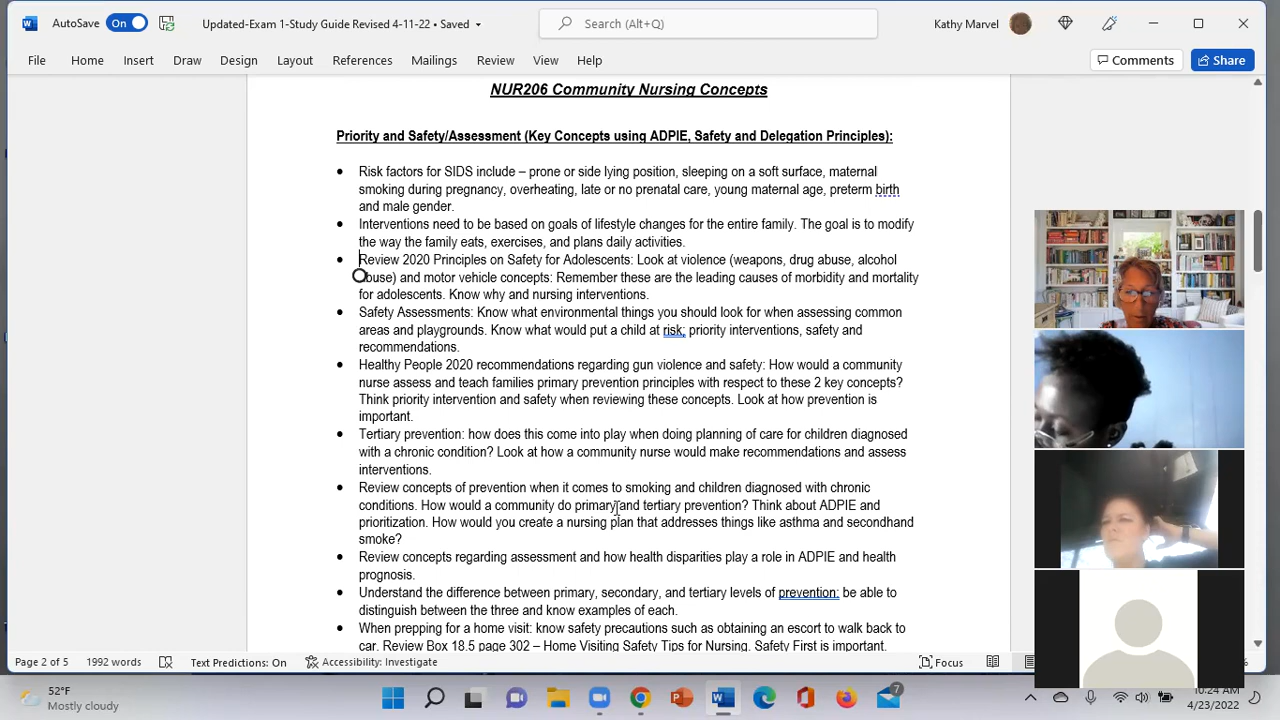 AutoSave On Updated-Exam 1-Study Guide Revised 4-11-22 • Saved Search (Alt+Q) Kathy Marvel
File Home Insert Draw Design Layout References Mailings Review View Help Comments Share
NUR206 Community Nursing Concepts
Priority and Safety/Assessment (Key Concepts using ADPIE, Safety and Delegation Principles):
• Risk factors for SIDS include – prone or side lying position, sleeping on a soft surface, maternal
smoking during pregnancy, overheating, late or no prenatal care, young maternal age, preterm birth
and male gender.
• Interventions need to be based on goals of lifestyle changes for the entire family. The goal is to modify
the way the family eats, exercises, and plans daily activities.
• Review 2020 Principles on Safety for Adolescents: Look at violence (weapons, drug abuse, alcohol
abuse) and motor vehicle concepts: Remember these are the leading causes of morbidity and mortality
for adolescents. Know why and nursing interventions.
• Safety Assessments: Know what environmental things you should look for when assessing common
areas and playgrounds. Know what would put a child at risk; priority interventions, safety and
recommendations.
• Healthy People 2020 recommendations regarding gun violence and safety: How would a community
nurse assess and teach families primary prevention principles with respect to these 2 key concepts?
Think priority intervention and safety when reviewing these concepts. Look at how prevention is
important.
• Tertiary prevention: how does this come into play when doing planning of care for children diagnosed
with a chronic condition? Look at how a community nurse would make recommendations and assess
interventions.
• Review concepts of prevention when it comes to smoking and children diagnosed with chronic
conditions. How would a community do primary and tertiary prevention? Think about ADPIE and
prioritization. How would you create a nursing plan that addresses things like asthma and secondhand
smoke?
• Review concepts regarding assessment and how health disparities play a role in ADPIE and health
prognosis.
• Understand the difference between primary, secondary, and tertiary levels of prevention: be able to
distinguish between the three and know examples of each.
• When prepping for a home visit: know safety precautions such as obtaining an escort to walk back to
car. Review Box 18.5 page 302 – Home Visiting Safety Tips for Nursing. Safety First is important.
Page 2 of 5 1992 words Text Predictions: On Accessibility: Investigate Focus %
52°F
Mostly cloudy
7
10:24 AM
4/23/2022